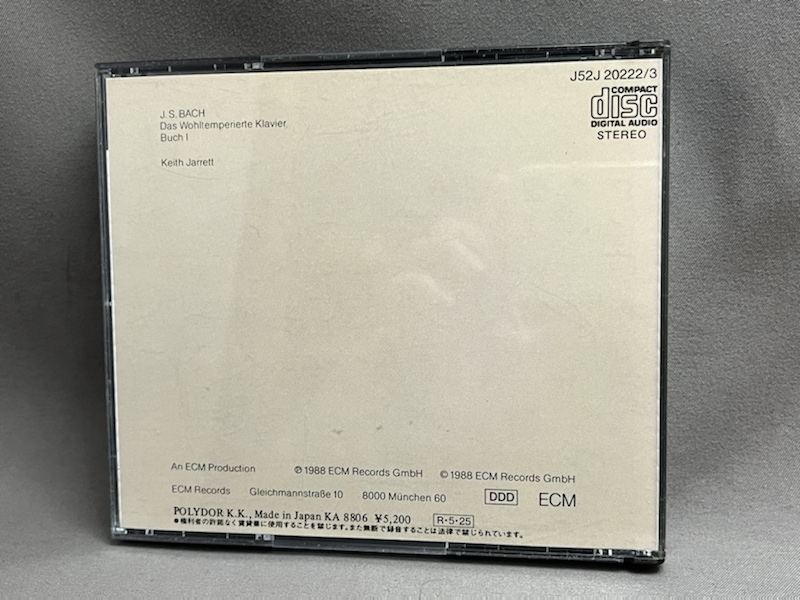 J52J 20222/3
COMPACT
disc
DIGITAL AUDIO
STEREO
J.S.BACH
Das Wohltemperierte Klavier,
Buch I
Keith Jarrett
An ECM Production ℗1988 ECM Records GmbH ©1988 ECM Records GmbH
ECM Records Gleichmannstraße 10 8000 München 60 DDD ECM
POLYDOR K.K., Made in Japan KA 8806 ¥5,200 R・5・25
●権利者の許諾なく賃貸業に使用することを禁じます。また無断で録音することは法律で禁じられています。